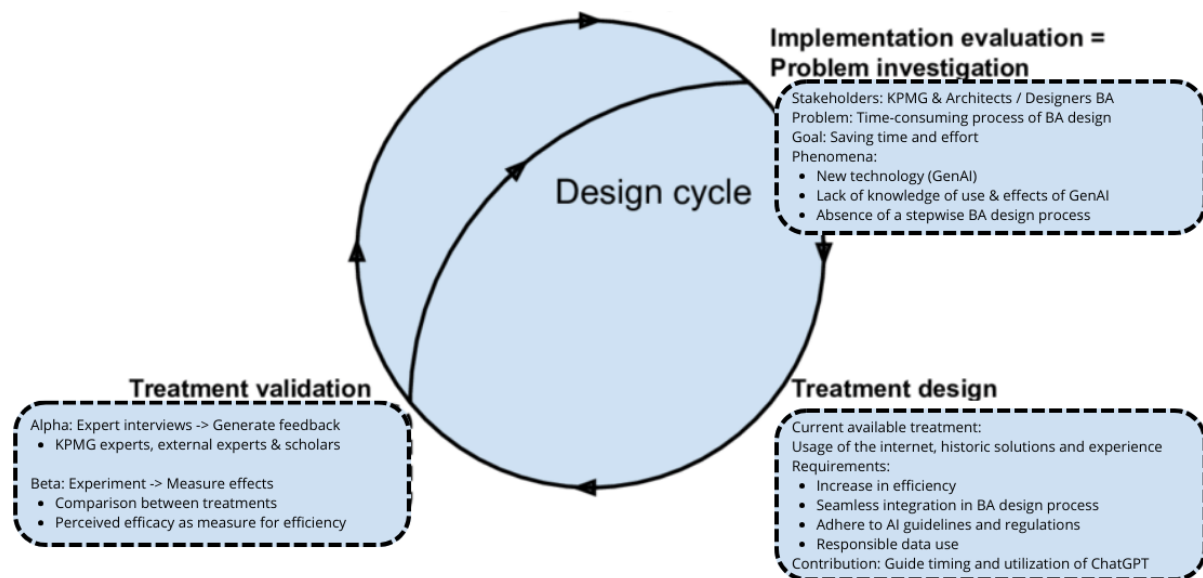 Implementation evaluation =
Problem investigation
Stakeholders: KPMG & Architects / Designers BA
Problem: Time-consuming process of BA design
Goal: Saving time and effort
Phenomena:
• New technology (GenAI)
• Lack of knowledge of use & effects of GenAI
• Absence of a stepwise BA design process
Design cycle
Treatment validation
Alpha: Expert interviews -> Generate feedback
• KPMG experts, external experts & scholars
Beta: Experiment -> Measure effects
• Comparison between treatments
• Perceived efficacy as measure for efficiency
Treatment design
Current available treatment:
Usage of the internet, historic solutions and experience
Requirements:
• Increase in efficiency
• Seamless integration in BA design process
• Adhere to AI guidelines and regulations
• Responsible data use
Contribution: Guide timing and utilization of ChatGPT